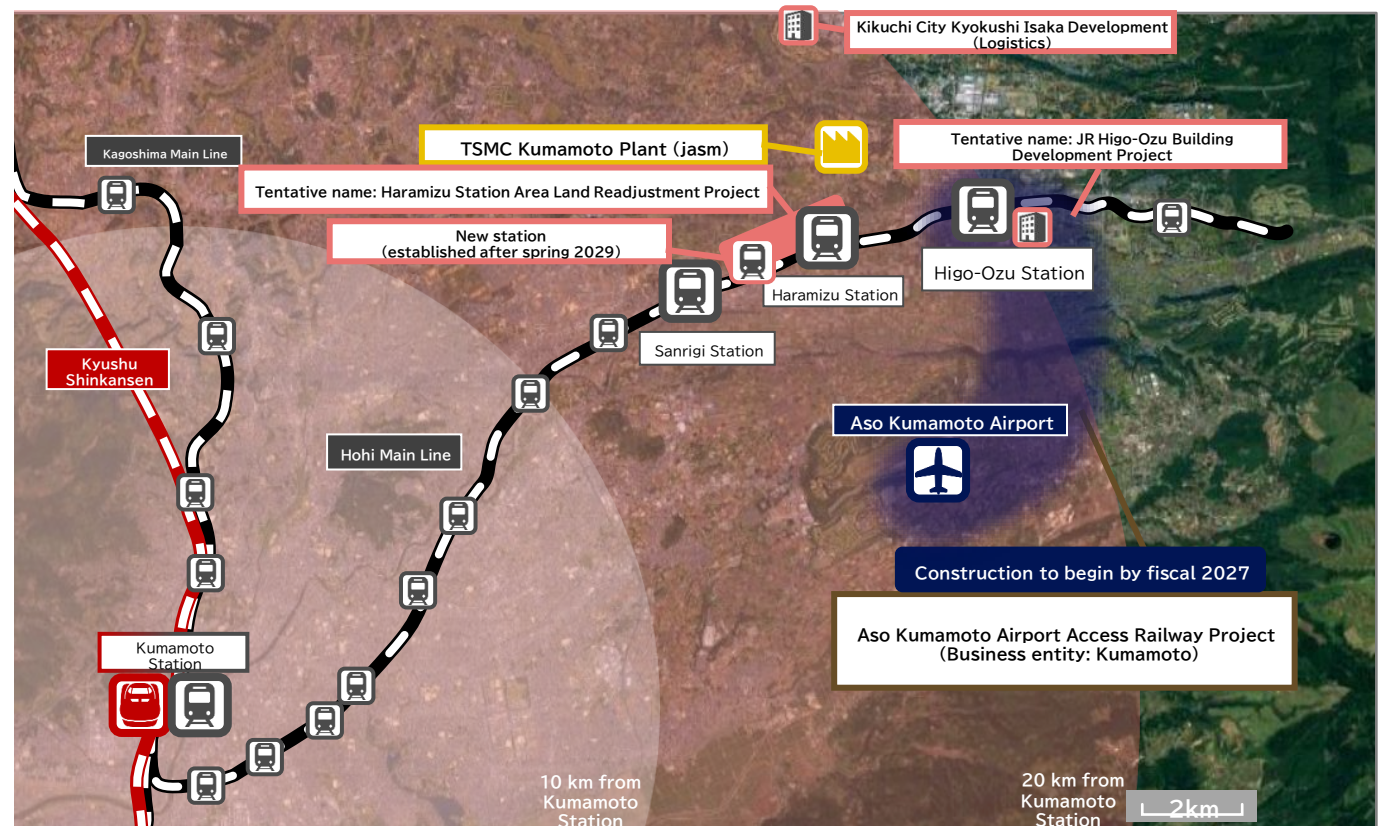 Kikuchi City Kyokushi Isaka Development
(Logistics)
TSMC Kumamoto Plant (jasm)
Tentative name: JR Higo-Ozu Building
Development Project
Kagoshima Main Line
Tentative name: Haramizu Station Area Land Readjustment Project
New station
(established after spring 2029)
Higo-Ozu Station
Haramizu Station
Sanrigi Station
Kyushu
Shinkansen
Aso Kumamoto Airport
Hohi Main Line
Construction to begin by fiscal 2027
Aso Kumamoto Airport Access Railway Project
(Business entity: Kumamoto)
Kumamoto
Station
10 km from
Kumamoto
Station
20 km from
Kumamoto
Station
2km